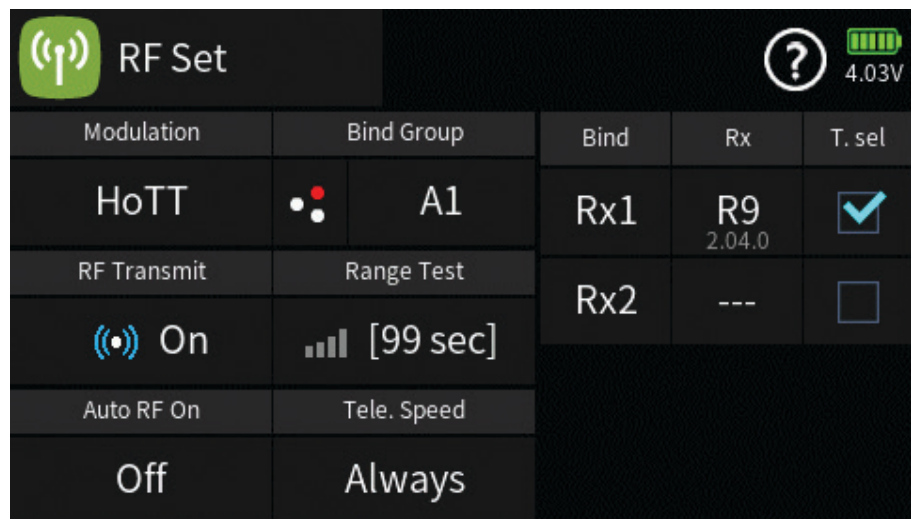 RF Set
?
4.03V
Modulation
Bind Group
Bind
Rx
T. sel
HoTT
A1
Rx1
R9
2.04.0
RF Transmit
Range Test
Rx2
---
On
[99 sec]
Auto RF On
Tele. Speed
Off
Always